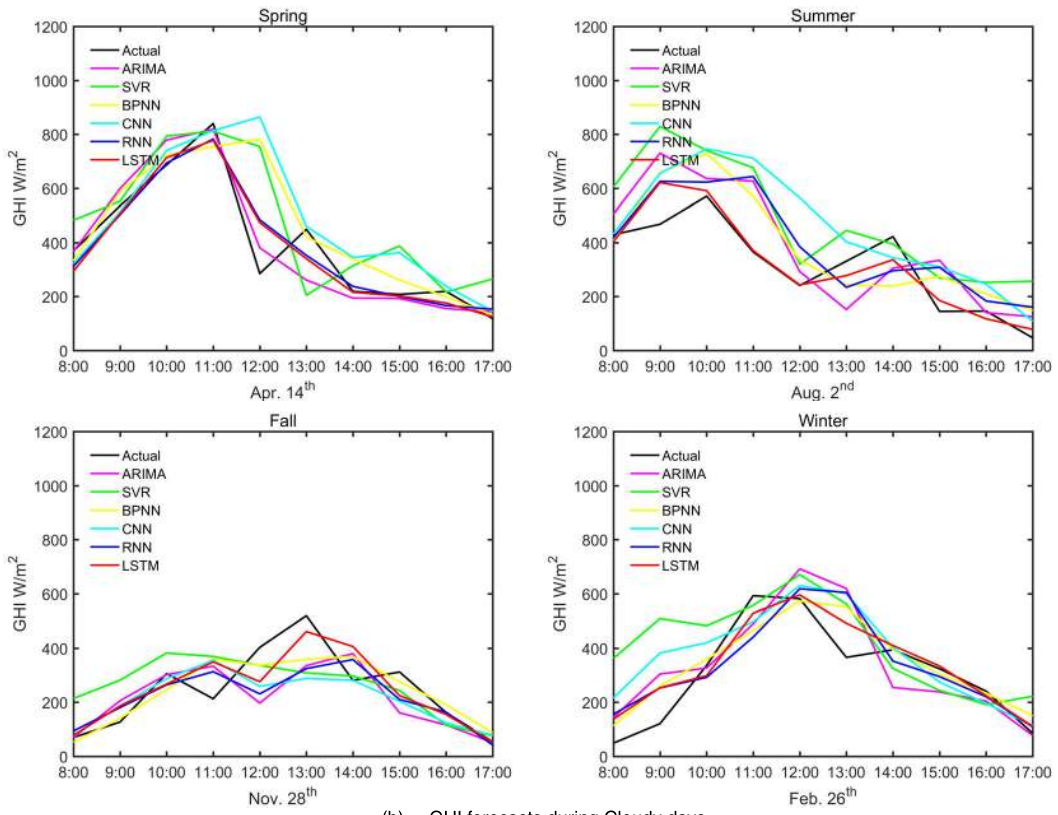 Spring
1200
1000
800
600
400
200
0
GHI W/m2
Actual
ARIMA
SVR
BPNN
CNN
RNN
LSTM
8:00 9:00 10:00 11:00 12:00 13:00 14:00 15:00 16:00 17:00
Apr. 14th
Summer
1200
1000
800
600
400
200
0
GHI W/m2
Actual
ARIMA
SVR
BPNN
CNN
RNN
LSTM
8:00 9:00 10:00 11:00 12:00 13:00 14:00 15:00 16:00 17:00
Aug. 2nd
Fall
1200
1000
800
600
400
200
0
GHI W/m2
Actual
ARIMA
SVR
BPNN
CNN
RNN
LSTM
8:00 9:00 10:00 11:00 12:00 13:00 14:00 15:00 16:00 17:00
Nov. 28th
Winter
1200
1000
800
600
400
200
0
GHI W/m2
Actual
ARIMA
SVR
BPNN
CNN
RNN
LSTM
8:00 9:00 10:00 11:00 12:00 13:00 14:00 15:00 16:00 17:00
Feb. 26th
(b) GHI forecasts during Cloudy days